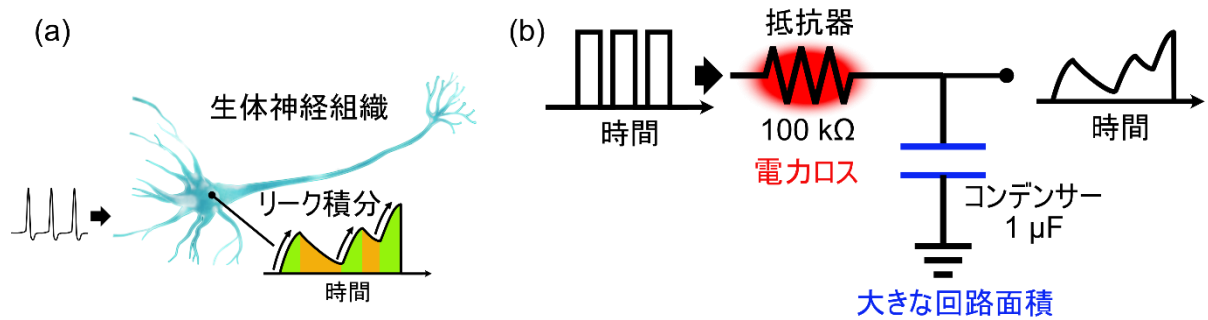 (a)
生体神経組織
リーク積分
時間
(b)
時間
抵抗器
100 kΩ
電力ロス
コンデンサー
1 µF
大きな回路面積
時間